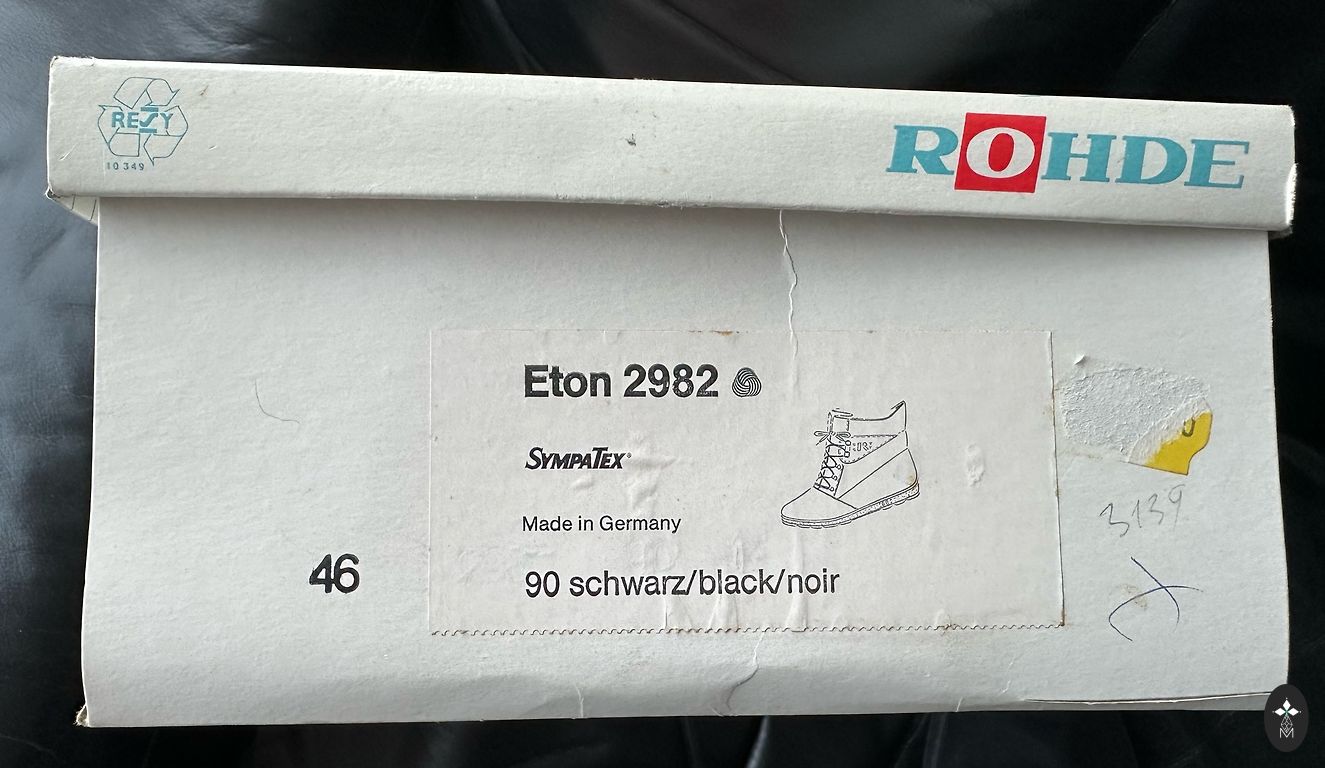 RESY
10 349
ROHDE
Eton 2982
SYMPATEX®
Made in Germany
46
90 schwarz/black/noir
3139
M